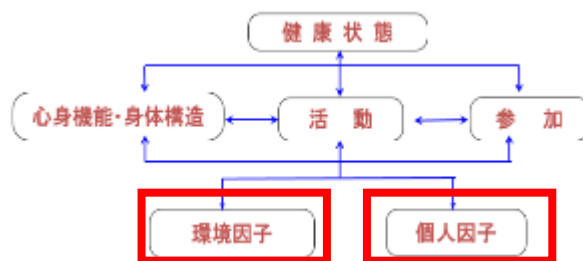 健康状態
心身機能・身体構造
活動
参加
環境因子
個人因子